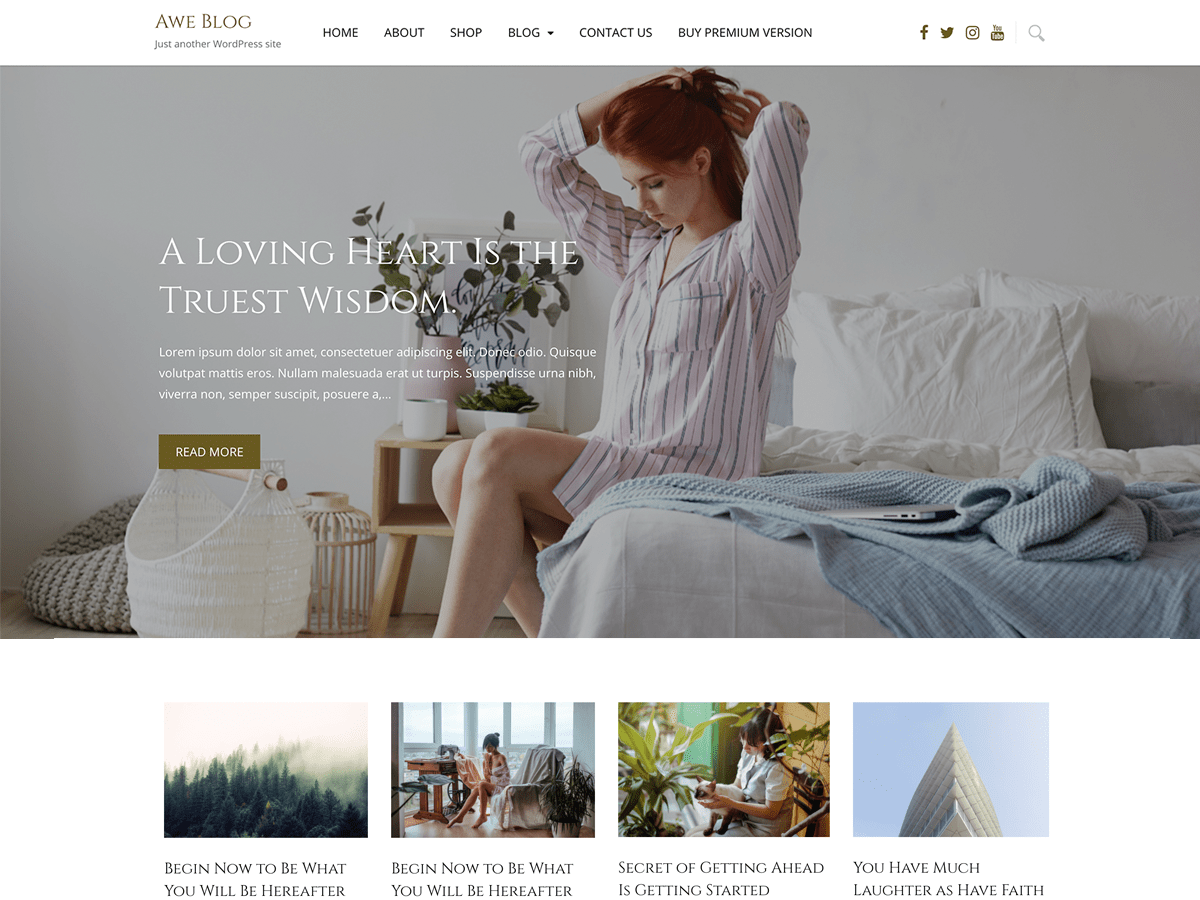 Awe Blog
Just another WordPress site
HOME ABOUT SHOP BLOG CONTACT US BUY PREMIUM VERSION
You Tube
A Loving Heart Is the
Truest Wisdom.
Lorem ipsum dolor sit amet, consectetuer adipiscing elit. Donec odio. Quisque
volutpat mattis eros. Nullam malesuada erat ut turpis. Suspendisse urna nibh,
viverra non, semper suscipit, posuere a,...
READ MORE
Begin Now to Be What
You Will Be Hereafter
Begin Now to Be What
You Will Be Hereafter
Secret of Getting Ahead
Is Getting Started
You Have Much
Laughter as Have Faith